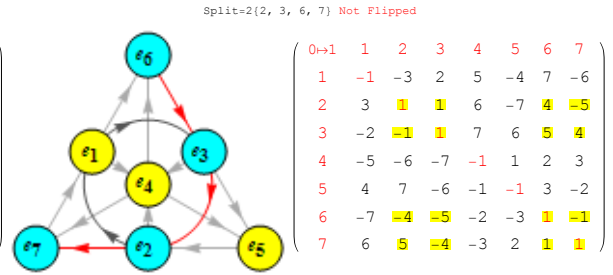 Split=2{2, 3, 6, 7} Not Flipped
e6
e1
e3
e4
e7
e2
e5
0↦1 1 2 3 4 5 6 7
1 -1 -3 2 5 -4 7 -6
2 3 1 1 6 -7 4 -5
3 -2 -1 1 7 6 5 4
4 -5 -6 -7 -1 1 2 3
5 4 7 -6 -1 -1 3 -2
6 -7 -4 -5 -2 -3 1 -1
7 6 5 -4 -3 2 1 1